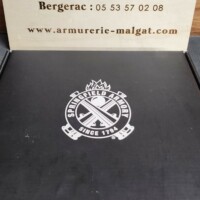 Bergerac : 05 53 57 02 08
www.armurerie-malgat.com
SPRINGFIELD ARMORY
SINCE 1794